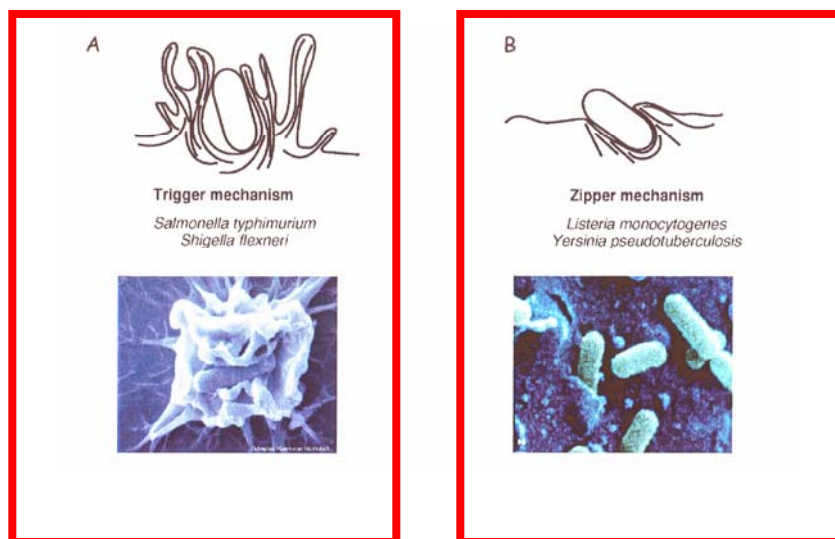 A
Trigger mechanism
Salmonella typhimurium
Shigella flexneri
B
Zipper mechanism
Listeria monocytogenes
Yersinia pseudotuberculosis